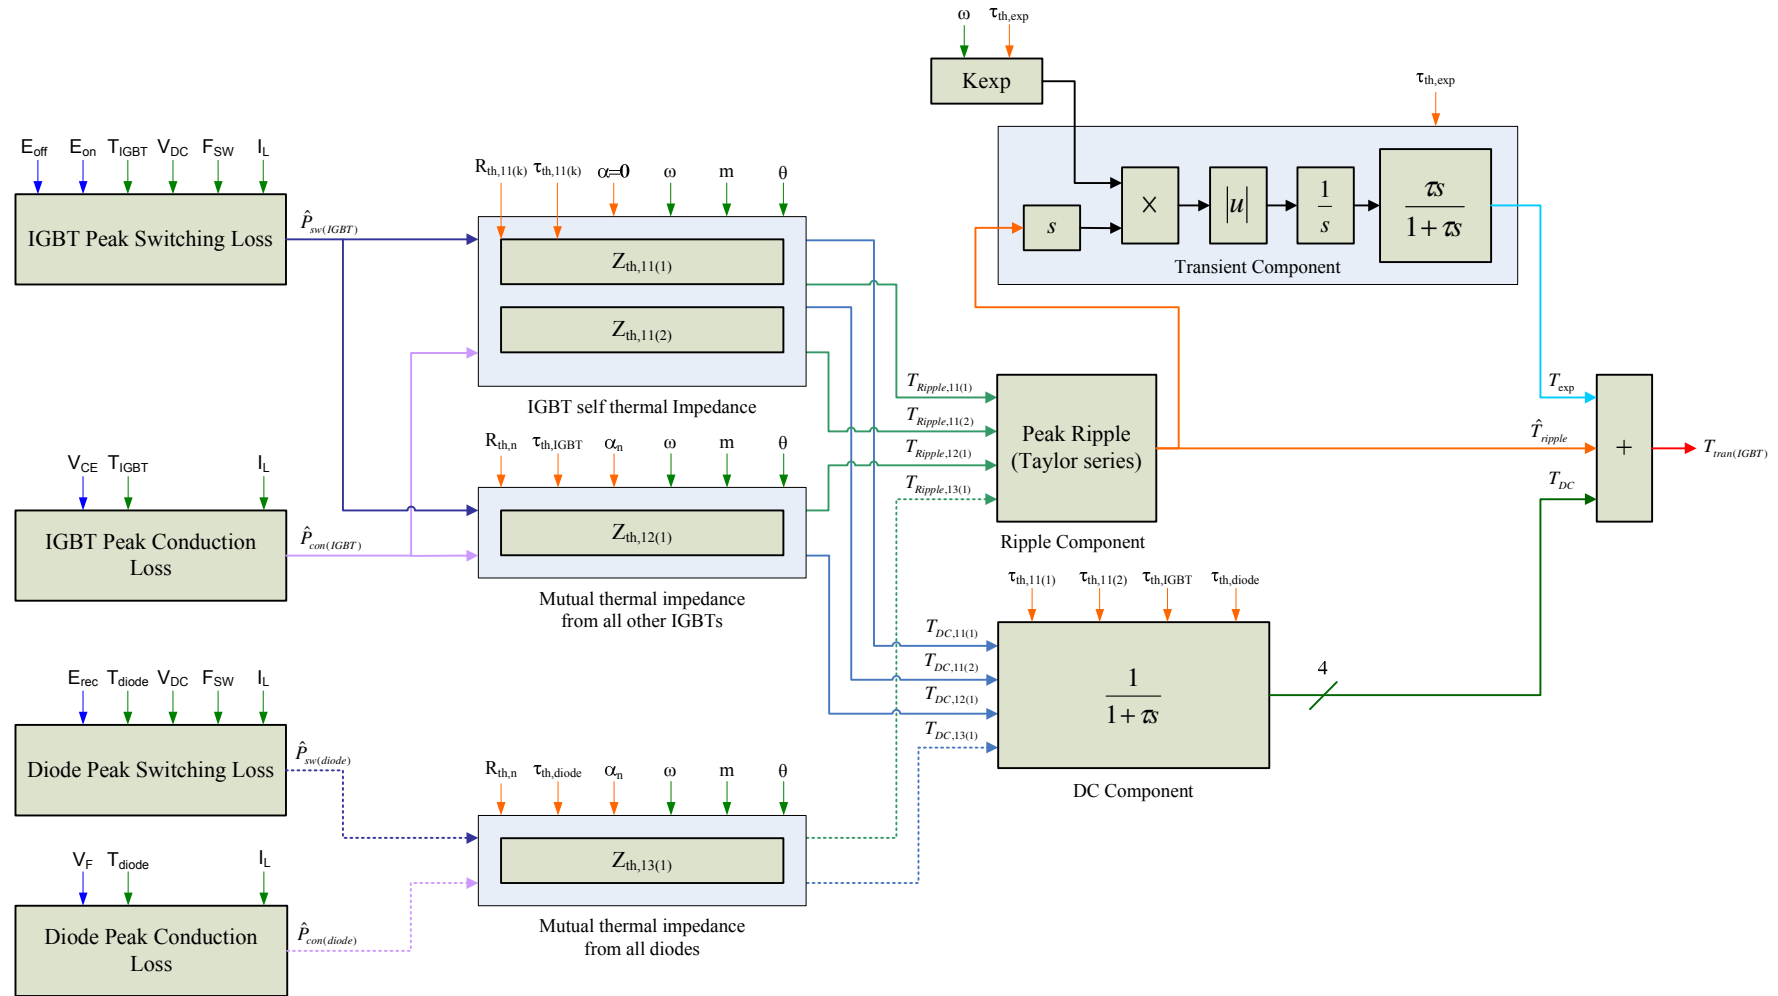 ω τth,exp
Kexp
τth,exp
s
×
|u|
1
s
τs
1+τs
Transient Component
Eoff Eon TIGBT VDC FSW IL
IGBT Peak Switching Loss
P̂sw(IGBT)
Rth,11(k) τth,11(k) α=0 ω m θ
Zth,11(1)
Zth,11(2)
IGBT self thermal Impedance
VCE TIGBT IL
IGBT Peak Conduction
Loss
P̂con(IGBT)
Rth,n τth,IGBT αn ω m θ
Zth,12(1)
Mutual thermal impedance
from all other IGBTs
Erec Tdiode VDC FSW IL
Diode Peak Switching Loss
P̂sw(diode)
VF Tdiode IL
Diode Peak Conduction
Loss
P̂con(diode)
Rth,n τth,diode αn ω m θ
Zth,13(1)
Mutual thermal impedance
from all diodes
TRipple,11(1)
TRipple,11(2)
TRipple,12(1)
TRipple,13(1)
Peak Ripple
(Taylor series)
Ripple Component
τth,11(1) τth,11(2) τth,IGBT τth,diode
TDC,11(1)
TDC,11(2)
TDC,12(1)
TDC,13(1)
1
1+τs
DC Component
4
Texp
T̂ripple
TDC
+
Ttran(IGBT)